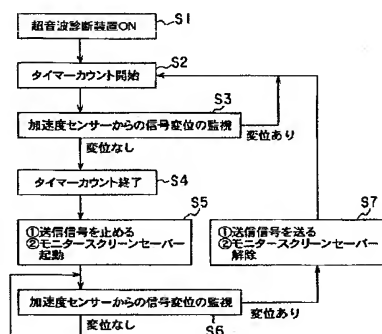 S1
超音波診断装置ON
S2
タイマーカウント開始
S3
加速度センサーからの信号変位の監視
変位なし
変位あり
S4
タイマーカウント終了
S5
①送信信号を止める
②モニタースクリーンセーバー
起動
S7
①送信信号を送る
②モニタースクリーンセーバー
解除
加速度センサーからの信号変位の監視
変位なし
変位あり
S6